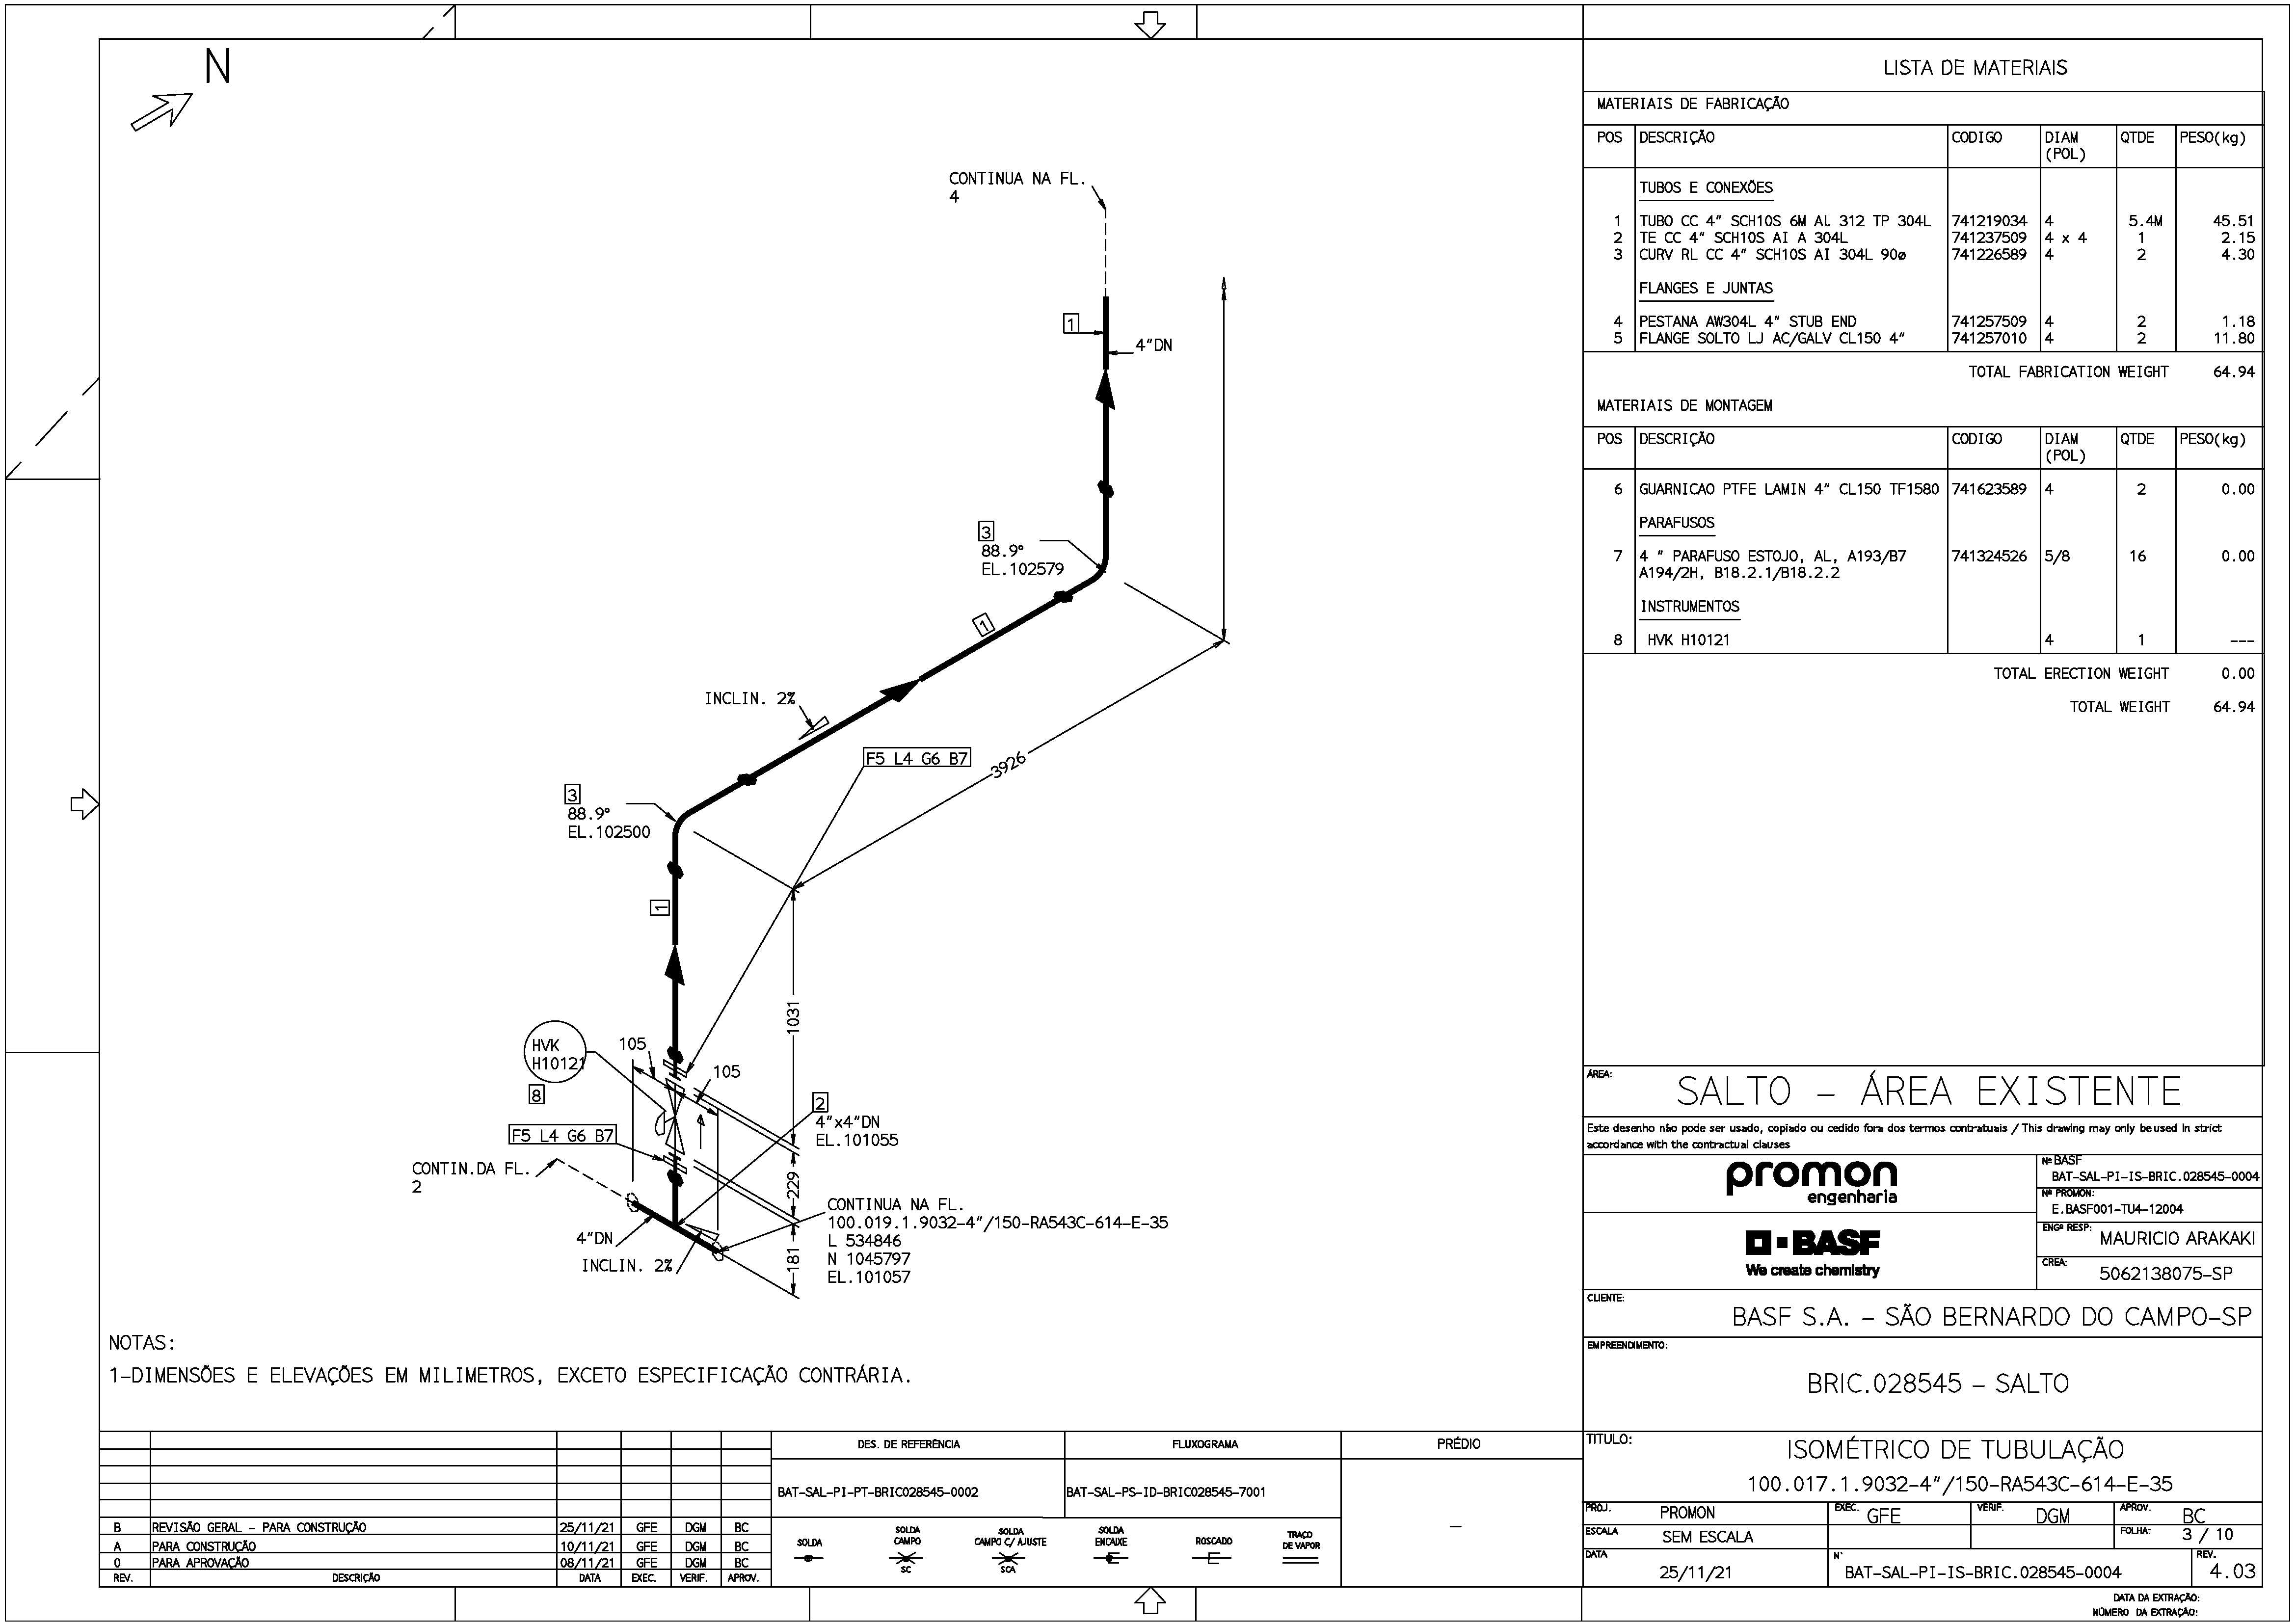 N
CONTINUA NA FL.
4
1
4"DN
3
88.9°
EL.102579
1
INCLIN. 2%
F5 L4 G6 B7
3926
3
88.9°
EL.102500
1
1031
HVK
H10121
105
105
8
2
4"x4"DN
EL.101055
F5 L4 G6 B7
CONTIN.DA FL.
2
229
CONTINUA NA FL.
100.019.1.9032-4"/150-RA543C-614-E-35
L 534846
N 1045797
EL.101057
4"DN
INCLIN. 2%
181
NOTAS:
1-DIMENSÕES E ELEVAÇÕES EM MILIMETROS, EXCETO ESPECIFICAÇÃO CONTRÁRIA.
LISTA DE MATERIAIS
MATERIAIS DE FABRICAÇÃO
POS DESCRIÇÃO CODIGO DIAM (POL) QTDE PESO(kg)
TUBOS E CONEXÕES
1 TUBO CC 4" SCH10S 6M Al 312 TP 304L 741219034 4 5.4M 45.51
2 TE CC 4" SCH10S AI A 304L 741237509 4 x 4 1 2.15
3 CURV RL CC 4" SCH10S AI 304L 90ø 741226589 4 2 4.30
FLANGES E JUNTAS
4 PESTANA AW304L 4" STUB END 741257509 4 2 1.18
5 FLANGE SOLTO LJ AC/GALV CL150 4" 741257010 4 2 11.80
TOTAL FABRICATION WEIGHT 64.94
MATERIAIS DE MONTAGEM
POS DESCRIÇÃO CODIGO DIAM (POL) QTDE PESO(kg)
6 GUARNICAO PTFE LAMIN 4" CL150 TF1580 741623589 4 2 0.00
PARAFUSOS
7 4 " PARAFUSO ESTOJO, AL, A193/B7 741324526 5/8 16 0.00
A194/2H, B18.2.1/B18.2.2
INSTRUMENTOS
8 HVK H10121 4 1 ---
TOTAL ERECTION WEIGHT 0.00
TOTAL WEIGHT 64.94
ÁREA:
SALTO - ÁREA EXISTENTE
Este desenho não pode ser usado, copiado ou cedido fora dos termos contratuais / This drawing may only be used in strict
accordance with the contractual clauses
promon
engenharia
Nº BASF
BAT-SAL-PI-IS-BRIC.028545-0004
Nº PROMON:
E.BASF001-TU4-12004
BASF
We create chemistry
ENGº RESP:
MAURICIO ARAKAKI
CREA:
5062138075-SP
CLIENTE:
BASF S.A. - SÃO BERNARDO DO CAMPO-SP
EMPREENDIMENTO:
BRIC.028545 - SALTO
TITULO:
ISOMÉTRICO DE TUBULAÇÃO
100.017.1.9032-4"/150-RA543C-614-E-35
PROJ. PROMON EXEC. GFE VERIF. DGM APROV. BC
ESCALA SEM ESCALA FOLHA: 3 / 10
DATA 25/11/21 N° BAT-SAL-PI-IS-BRIC.028545-0004 REV. 4.03
DATA DA EXTRAÇÃO:
NÚMERO DA EXTRAÇÃO:
B REVISÃO GERAL - PARA CONSTRUÇÃO 25/11/21 GFE DGM BC
A PARA CONSTRUÇÃO 10/11/21 GFE DGM BC
0 PARA APROVAÇÃO 08/11/21 GFE DGM BC
REV. DESCRIÇÃO DATA EXEC. VERIF. APROV.
DES. DE REFERÊNCIA FLUXOGRAMA PRÉDIO
BAT-SAL-PI-PT-BRIC028545-0002 BAT-SAL-PS-ID-BRIC028545-7001 -
SOLDA
SOLDA CAMPO
SC
SOLDA CAMPO C/ AJUSTE
SCA
SOLDA ENCAIXE
ROSCADO
TRAÇO DE VAPOR